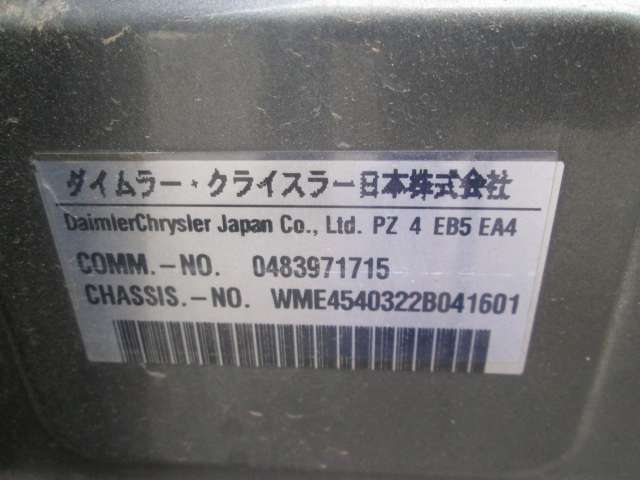 ダイムラー・クライスラー日本株式会社
DaimlerChrysler Japan Co., Ltd. PZ 4 EB5 EA4
COMM.-NO. 0483971715
CHASSIS.-NO. WME4540322B041601